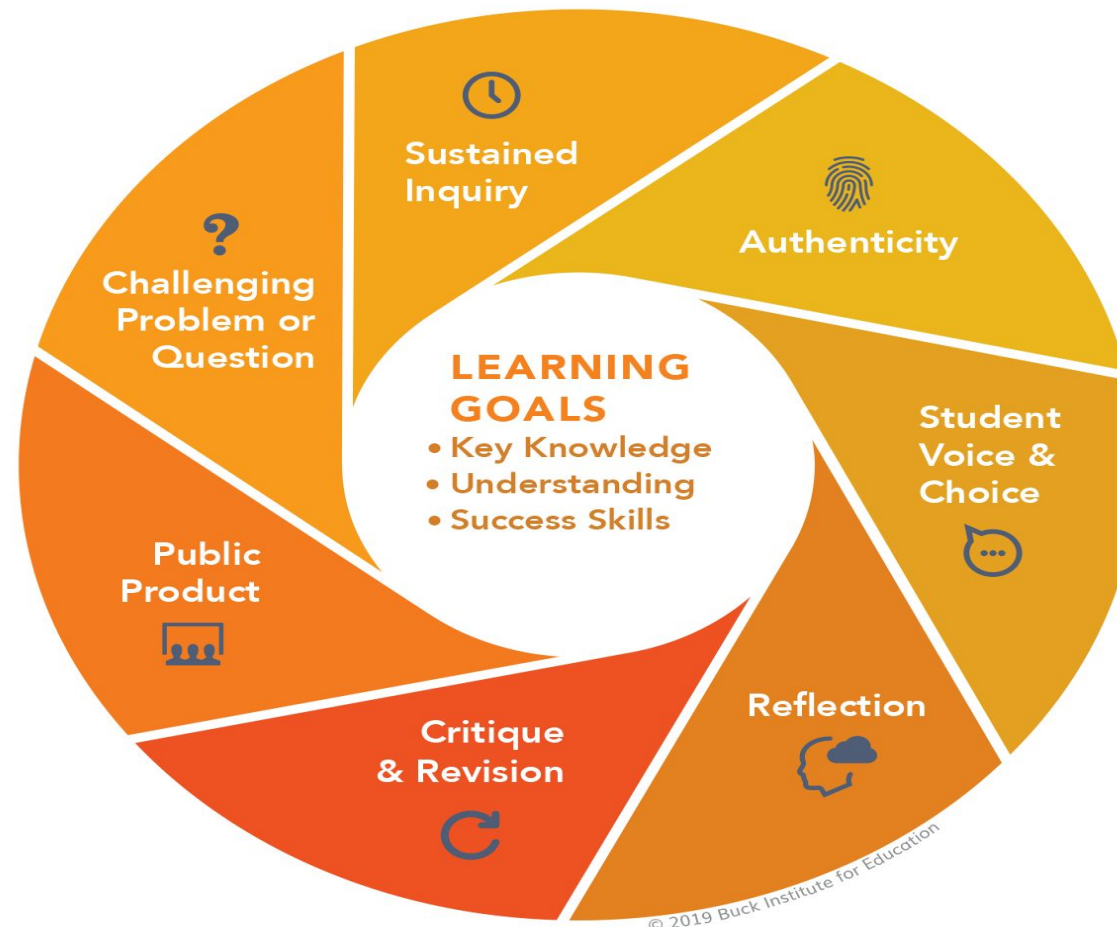 Sustained
Inquiry
Authenticity
Challenging
Problem or
Question
LEARNING
GOALS
• Key Knowledge
• Understanding
• Success Skills
Student
Voice &
Choice
Public
Product
Reflection
Critique
& Revision
© 2019 Buck Institute for Education